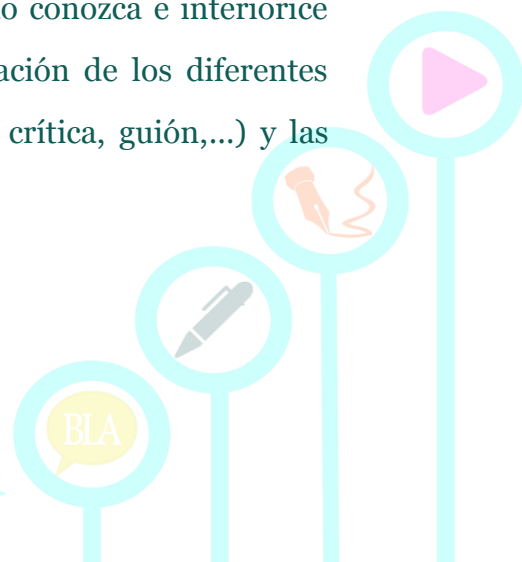 o conozca e interiorice
ación de los diferentes
crítica, guión,...) y las
BLA